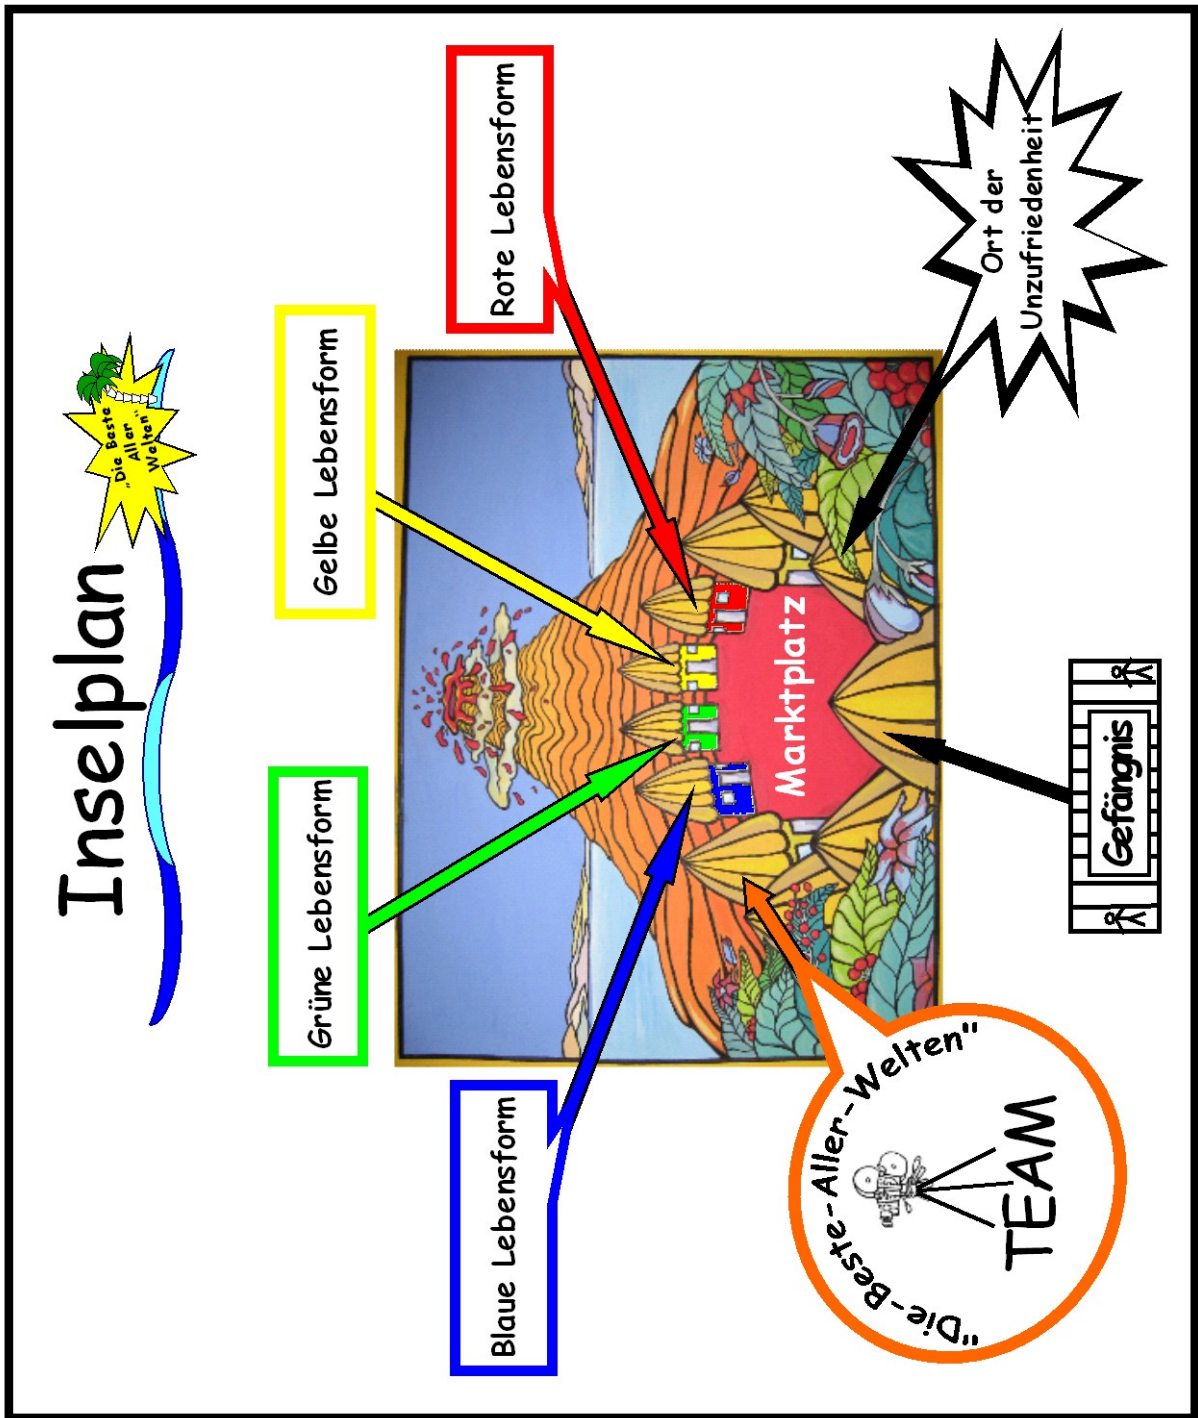 Inselplan
„Die Beste
Aller
Welten“
Grüne Lebensform
Gelbe Lebensform
Blaue Lebensform
Rote Lebensform
Marktplatz
"Die-Beste-Aller-Welten"
TEAM
Gefängnis
Ort der
Unzufriedenheit